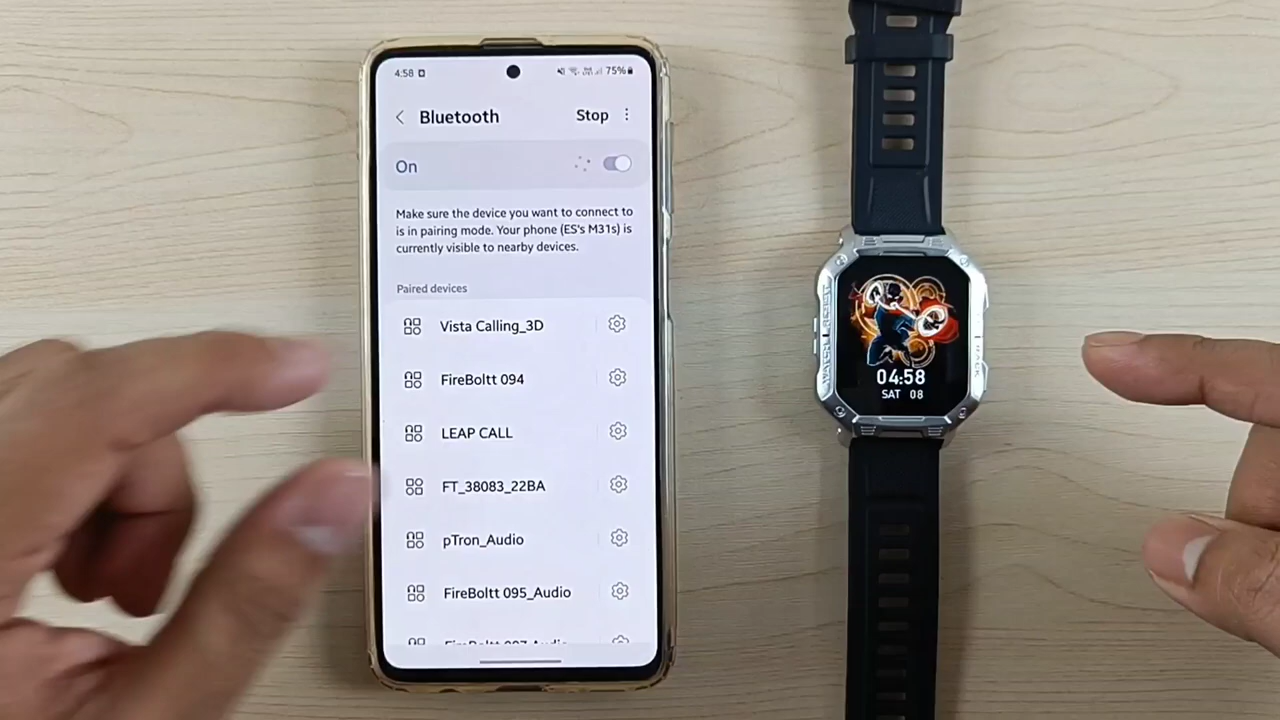 4:58
75%
Bluetooth
Stop
On
Make sure the device you want to connect to
is in pairing mode. Your phone (ES's M31s) is
currently visible to nearby devices.
Paired devices
Vista Calling_3D
FireBoltt 094
LEAP CALL
FT_38083_22BA
pTron_Audio
FireBoltt 095_Audio
04:58
SAT 08
BACK